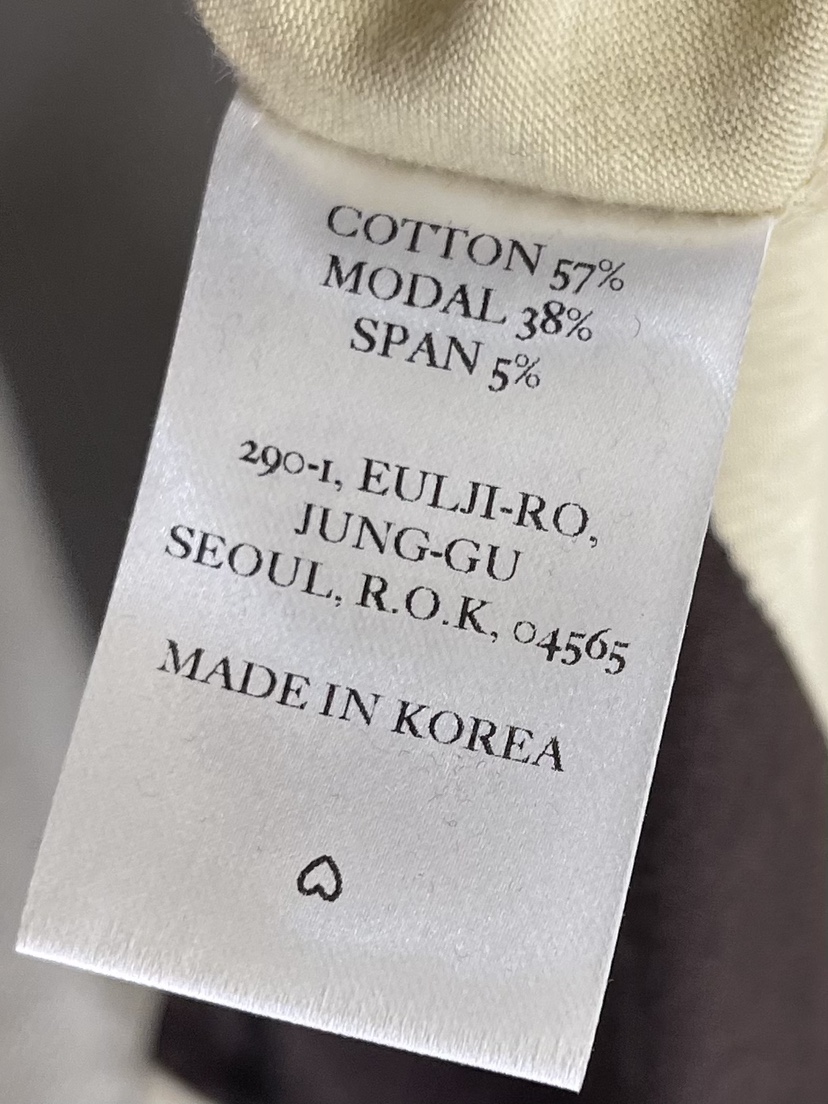 COTTON 57%
MODAL 38%
SPAN 5%
290-1, EULJI-RO,
JUNG-GU
SEOUL, R.O.K, 04565
MADE IN KOREA